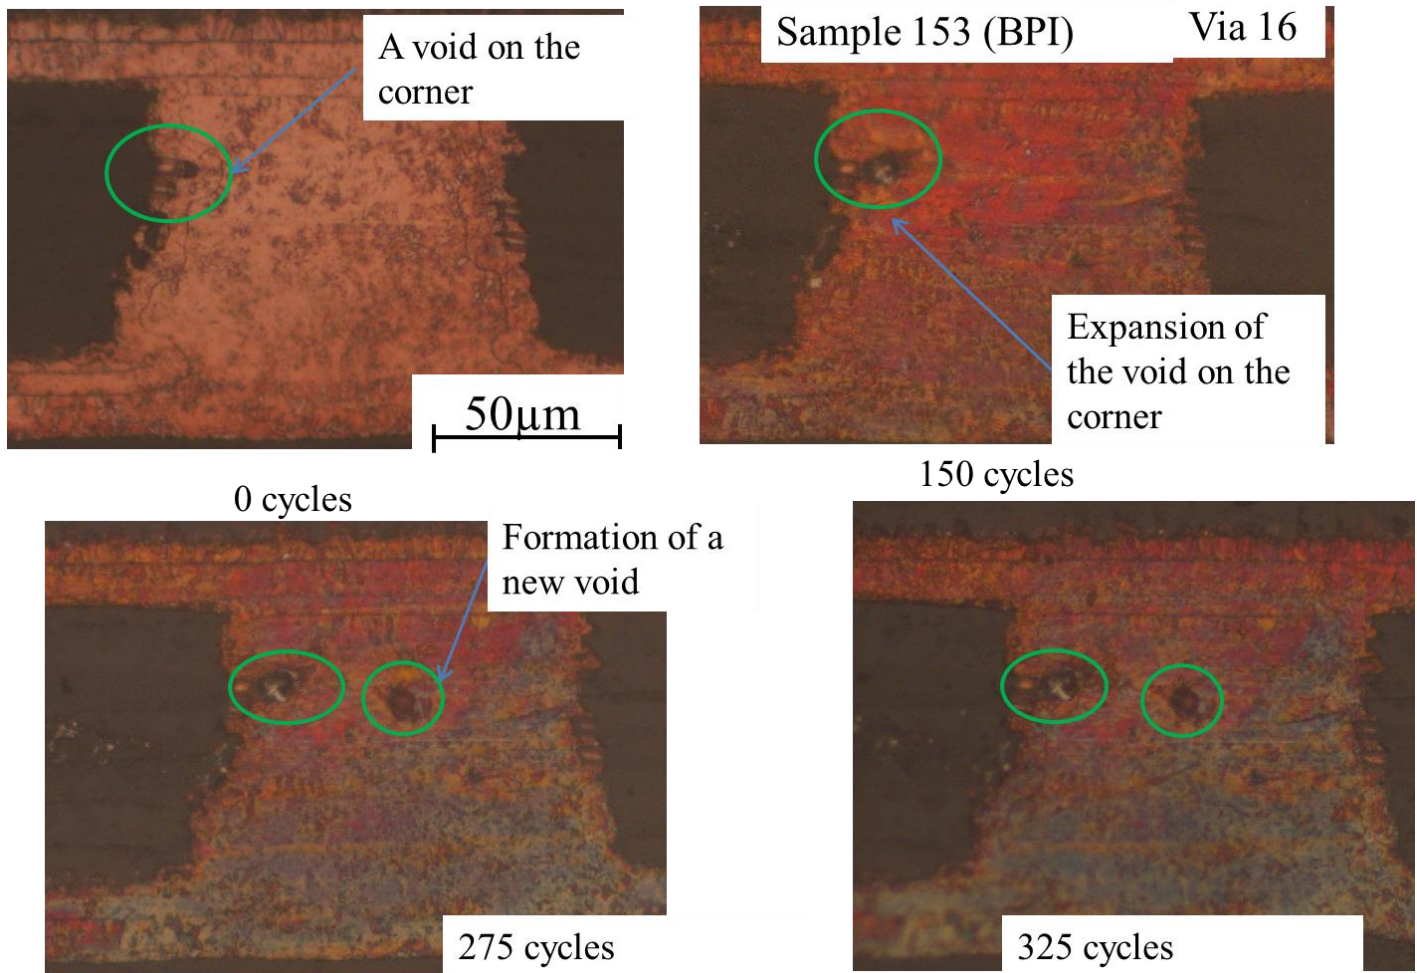 A void on the
corner
Sample 153 (BPI)
Via 16
Expansion of
the void on the
corner
50µm
0 cycles
150 cycles
Formation of a
new void
275 cycles
325 cycles